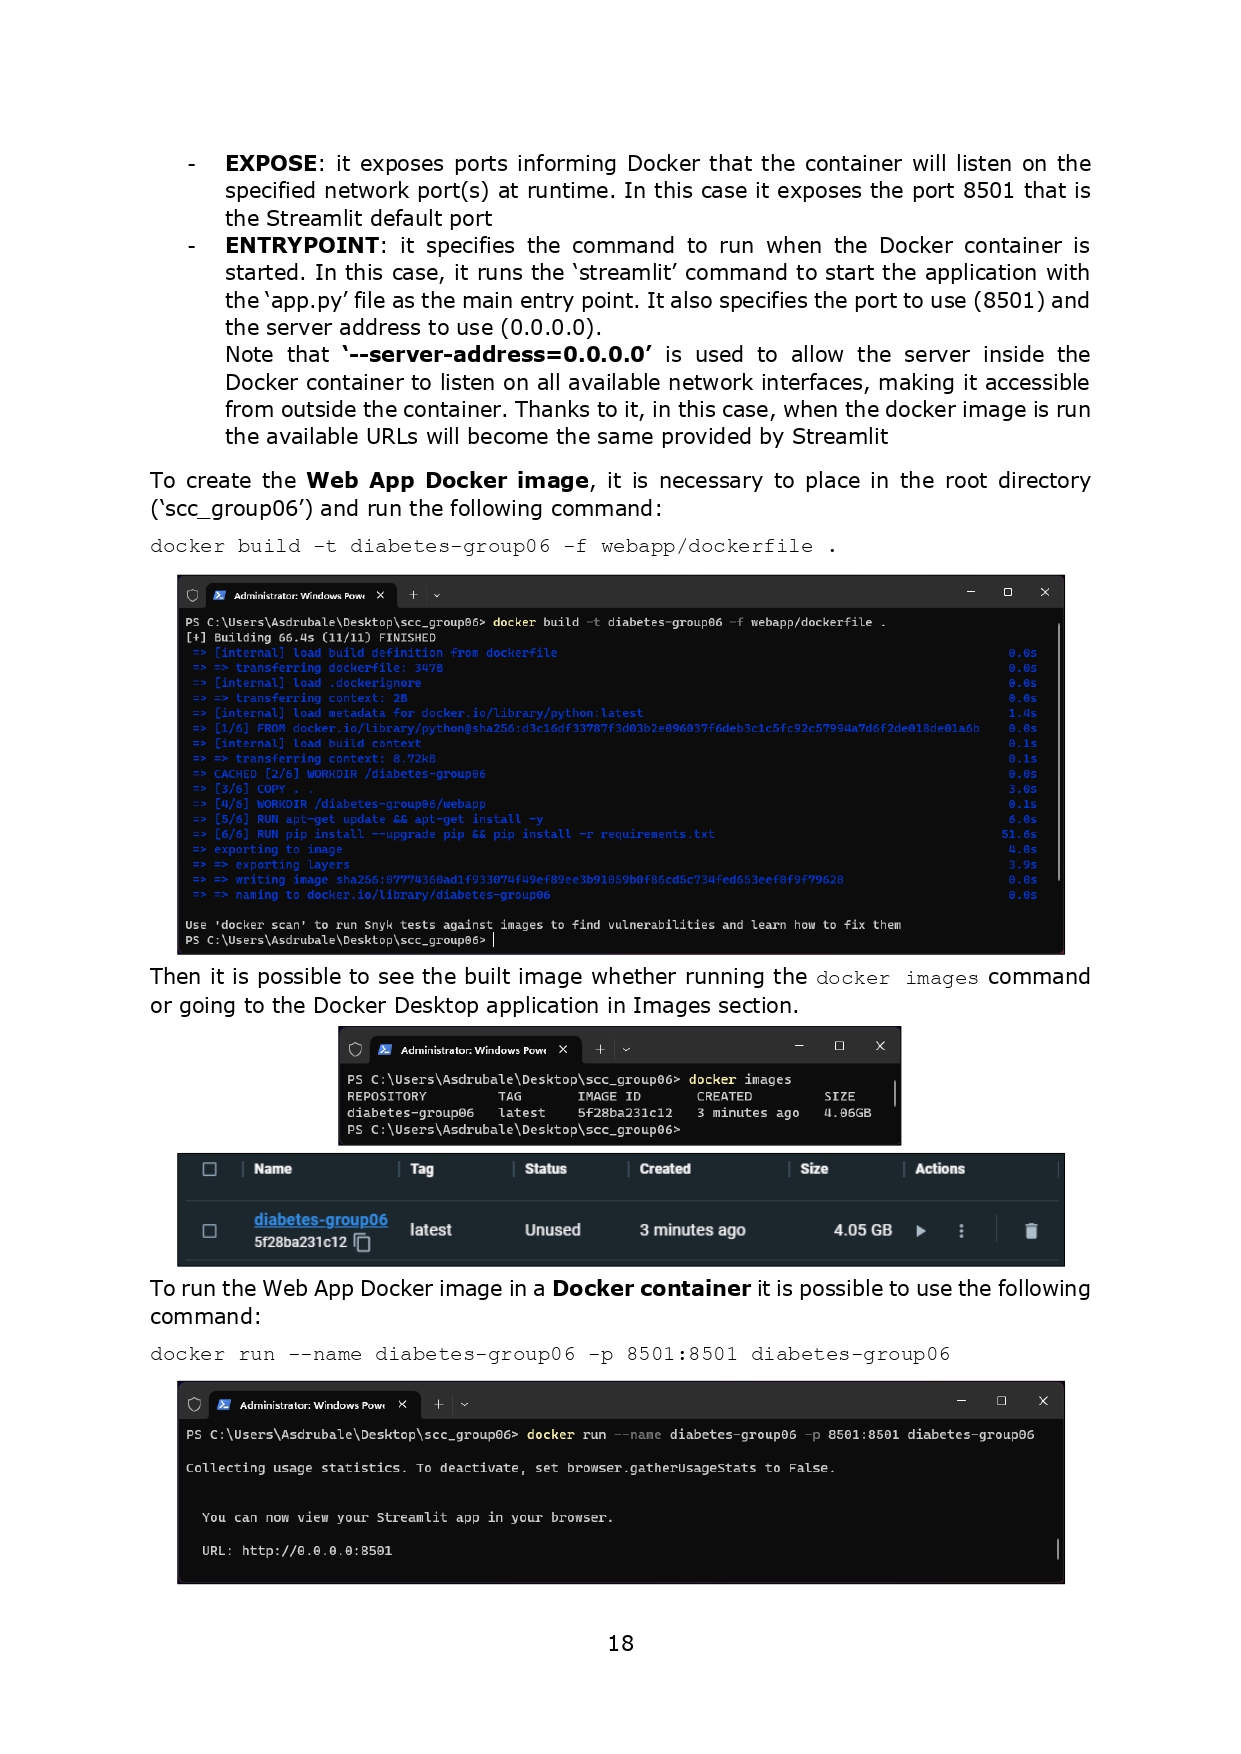 - EXPOSE: it exposes ports informing Docker that the container will listen on the
specified network port(s) at runtime. In this case it exposes the port 8501 that is
the Streamlit default port
- ENTRYPOINT: it specifies the command to run when the Docker container is
started. In this case, it runs the ‘streamlit’ command to start the application with
the ‘app.py’ file as the main entry point. It also specifies the port to use (8501) and
the server address to use (0.0.0.0).
Note that ‘--server-address=0.0.0.0’ is used to allow the server inside the
Docker container to listen on all available network interfaces, making it accessible
from outside the container. Thanks to it, in this case, when the docker image is run
the available URLs will become the same provided by Streamlit
To create the Web App Docker image, it is necessary to place in the root directory
(‘scc_group06’) and run the following command:
docker build -t diabetes-group06 -f webapp/dockerfile .
Administrator: Windows Powe
PS C:\Users\Asdrubale\Desktop\scc_group06> docker build -t diabetes-group06 -f webapp/dockerfile .
[+] Building 66.4s (11/11) FINISHED
=> [internal] load build definition from dockerfile 0.0s
=> => transferring dockerfile: 347B 0.0s
=> [internal] load .dockerignore 0.0s
=> => transferring context: 2B 0.0s
=> [internal] load metadata for docker.io/library/python:latest 1.4s
=> [1/6] FROM 0.0s
=> [internal] load build context 0.1s
=> => transferring context: 8.72kB 0.1s
=> CACHED [2/6] WORKDIR /diabetes-group06 0.0s
=> [3/6] COPY . . 3.0s
=> [4/6] WORKDIR /diabetes-group06/webapp 0.1s
=> [5/6] RUN apt-get update && apt-get install -y 6.0s
=> [6/6] RUN pip install --upgrade pip && pip install -r requirements.txt 51.6s
=> exporting to image 4.0s
=> => exporting layers 3.9s
=> => writing image 0.0s
=> => naming to docker.io/library/diabetes-group06 0.0s
Use 'docker scan' to run Snyk tests against images to find vulnerabilities and learn how to fix them
PS C:\Users\Asdrubale\Desktop\scc_group06>
Then it is possible to see the built image whether running the docker images command
or going to the Docker Desktop application in Images section.
Administrator: Windows Powe
PS C:\Users\Asdrubale\Desktop\scc_group06> docker images
REPOSITORY TAG IMAGE ID CREATED SIZE
diabetes-group06 latest 5f28ba231c12 3 minutes ago 4.06GB
PS C:\Users\Asdrubale\Desktop\scc_group06>
Name Tag Status Created Size Actions
diabetes-group06
5f28ba231c12 latest Unused 3 minutes ago 4.05 GB
To run the Web App Docker image in a Docker container it is possible to use the following
command:
docker run --name diabetes-group06 -p 8501:8501 diabetes-group06
Administrator: Windows Powe
PS C:\Users\Asdrubale\Desktop\scc_group06> docker run --name diabetes-group06 -p 8501:8501 diabetes-group06
Collecting usage statistics. To deactivate, set browser.gatherUsageStats to False.
You can now view your Streamlit app in your browser.
URL: http://0.0.0.0:8501
18